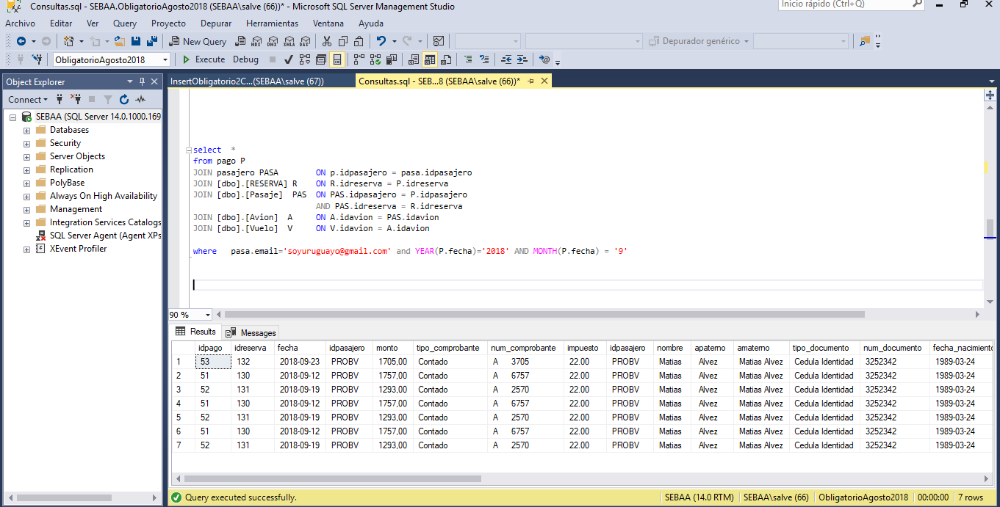 Consultas.sql - SEBAA.ObligatorioAgosto2018 (SEBAA\salve (66))* - Microsoft SQL Server Management Studio
Inicio rápido (Ctrl+Q)
Archivo Editar Ver Query Proyecto Depurar Herramientas Ventana Ayuda
New Query MDX DMX XMLA DAX Depurador genérico
ObligatorioAgosto2018 Execute Debug
Object Explorer
InsertObligatorio2C...(SEBAA\salve (67)) Consultas.sql - SEB...8 (SEBAA\salve (66))*
Connect
SEBAA (SQL Server 14.0.1000.169
Databases
Security
Server Objects
Replication
PolyBase
Always On High Availability
Management
Integration Services Catalogs
SQL Server Agent (Agent XPs
XEvent Profiler
select *
from pago P
JOIN pasajero PASA ON p.idpasajero = pasa.idpasajero
JOIN [dbo].[RESERVA] R ON R.idreserva = P.idreserva
JOIN [dbo].[Pasaje] PAS ON PAS.idpasajero = P.idpasajero
AND PAS.idreserva = R.idreserva
JOIN [dbo].[Avion] A ON A.idavion = PAS.idavion
JOIN [dbo].[Vuelo] V ON V.idavion = A.idavion
where pasa.email='soyuruguayo@gmail.com' and YEAR(P.fecha)='2018' AND MONTH(P.fecha) = '9'
90 %
Results Messages
idpago idreserva fecha idpasajero monto tipo_comprobante num_comprobante impuesto idpasajero nombre apaterno amaterno tipo_documento num_documento fecha_nacimiento
1 53 132 2018-09-23 PROBV 1705,00 Contado A 3705 22.00 PROBV Matias Alvez Matias Alvez Cedula Identidad 3252342 1989-03-24
2 51 130 2018-09-12 PROBV 1757,00 Contado A 6757 22.00 PROBV Matias Alvez Matias Alvez Cedula Identidad 3252342 1989-03-24
3 52 131 2018-09-19 PROBV 1293,00 Contado A 2570 22.00 PROBV Matias Alvez Matias Alvez Cedula Identidad 3252342 1989-03-24
4 51 130 2018-09-12 PROBV 1757,00 Contado A 6757 22.00 PROBV Matias Alvez Matias Alvez Cedula Identidad 3252342 1989-03-24
5 52 131 2018-09-19 PROBV 1293,00 Contado A 2570 22.00 PROBV Matias Alvez Matias Alvez Cedula Identidad 3252342 1989-03-24
6 51 130 2018-09-12 PROBV 1757,00 Contado A 6757 22.00 PROBV Matias Alvez Matias Alvez Cedula Identidad 3252342 1989-03-24
7 52 131 2018-09-19 PROBV 1293,00 Contado A 2570 22.00 PROBV Matias Alvez Matias Alvez Cedula Identidad 3252342 1989-03-24
Query executed successfully. SEBAA (14.0 RTM) SEBAA\salve (66) ObligatorioAgosto2018 00:00:00 7 rows